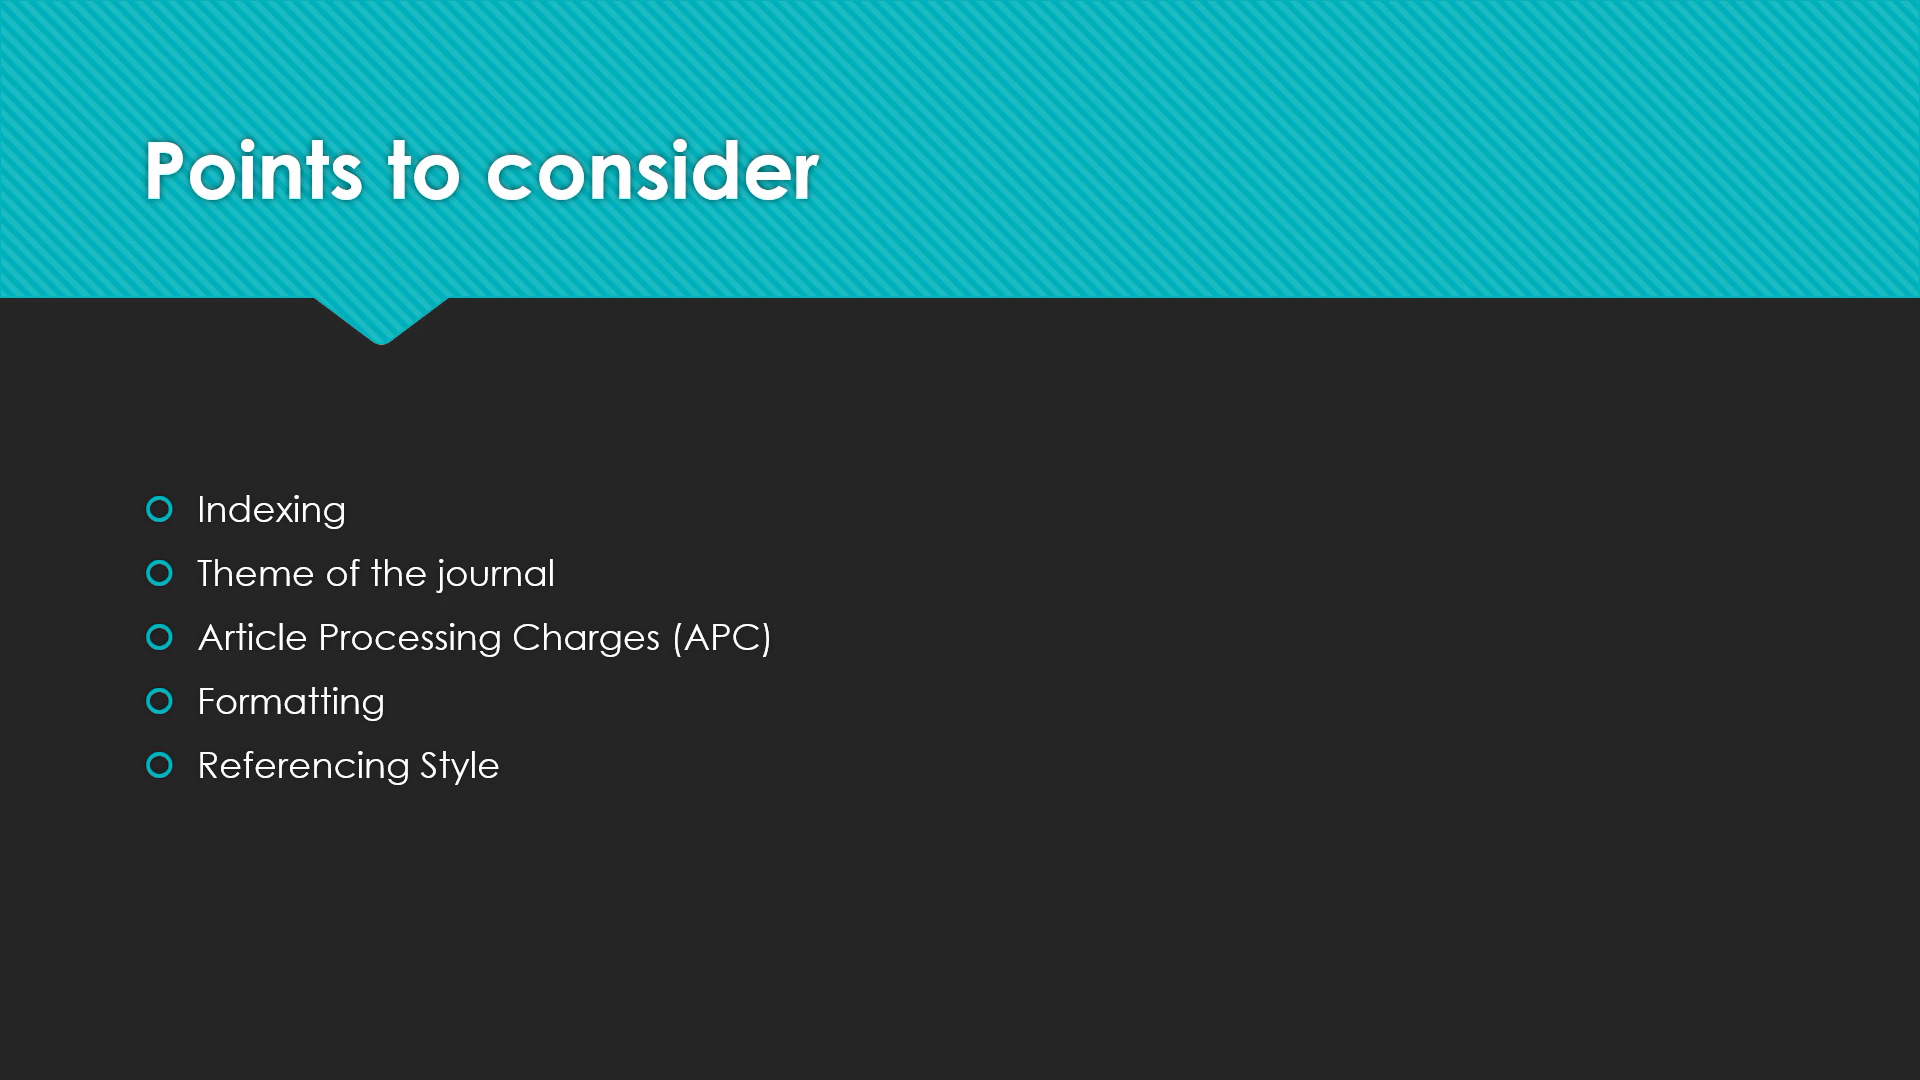 Points to consider
Indexing
Theme of the journal
Article Processing Charges (APC)
Formatting
Referencing Style